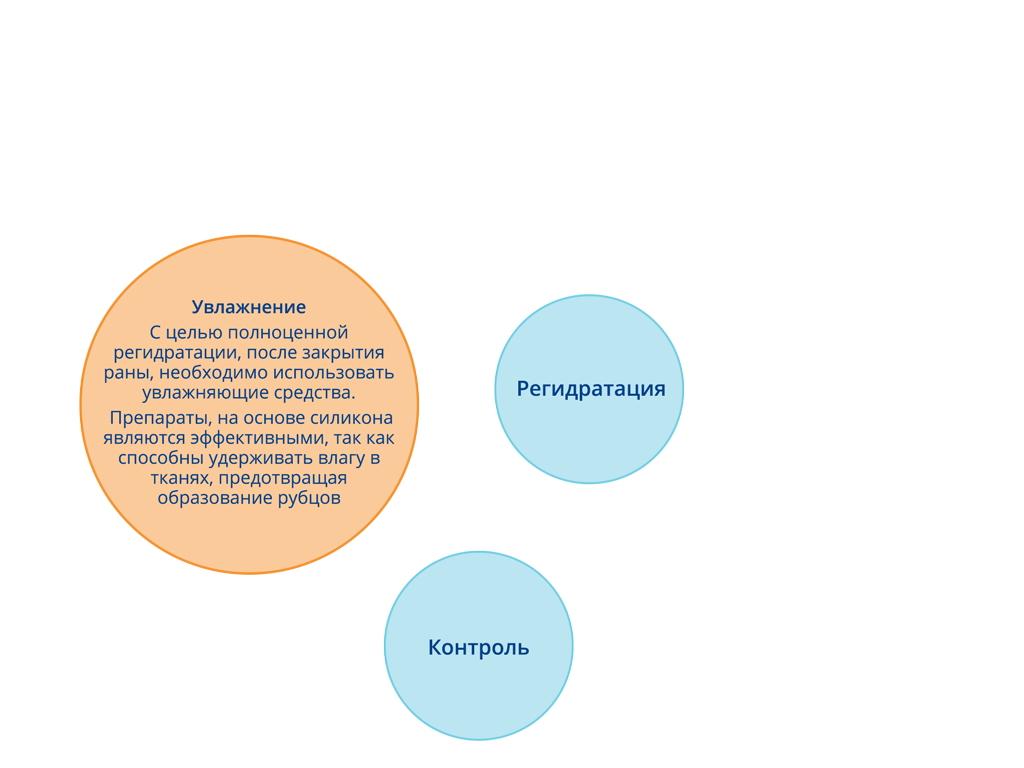 Увлажнение
С целью полноценной
регидратации, после закрытия
раны, необходимо использовать
увлажняющие средства.
Препараты, на основе силикона
являются эффективными, так как
способны удерживать влагу в
тканях, предотвращая
образование рубцов
Регидратация
Контроль